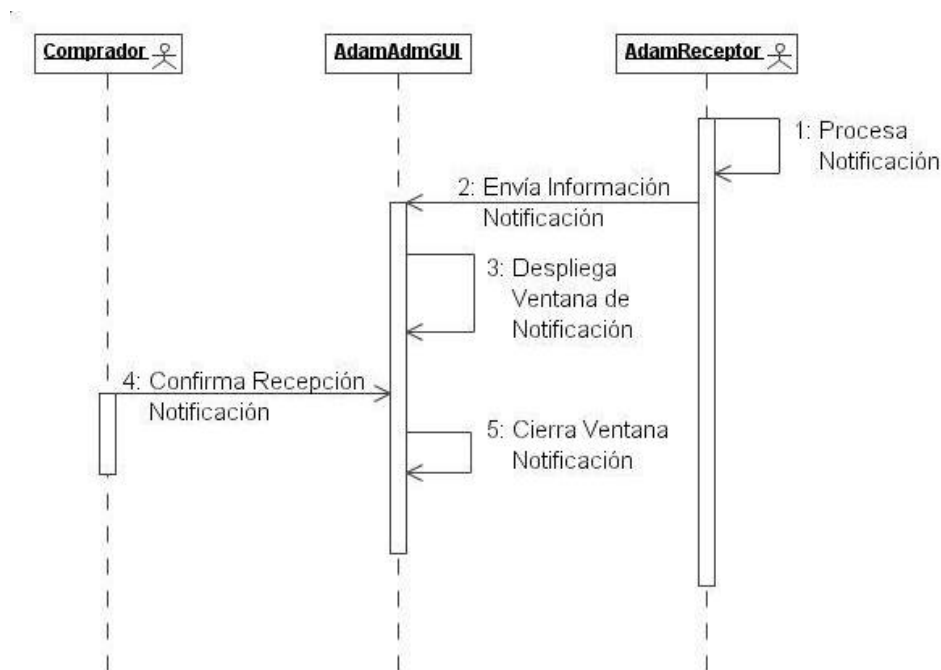 Comprador
AdamAdmGUI
AdamReceptor
1: Procesa
Notificación
2: Envía Información
Notificación
3: Despliega
Ventana de
Notificación
4: Confirma Recepción
Notificación
5: Cierra Ventana
Notificación